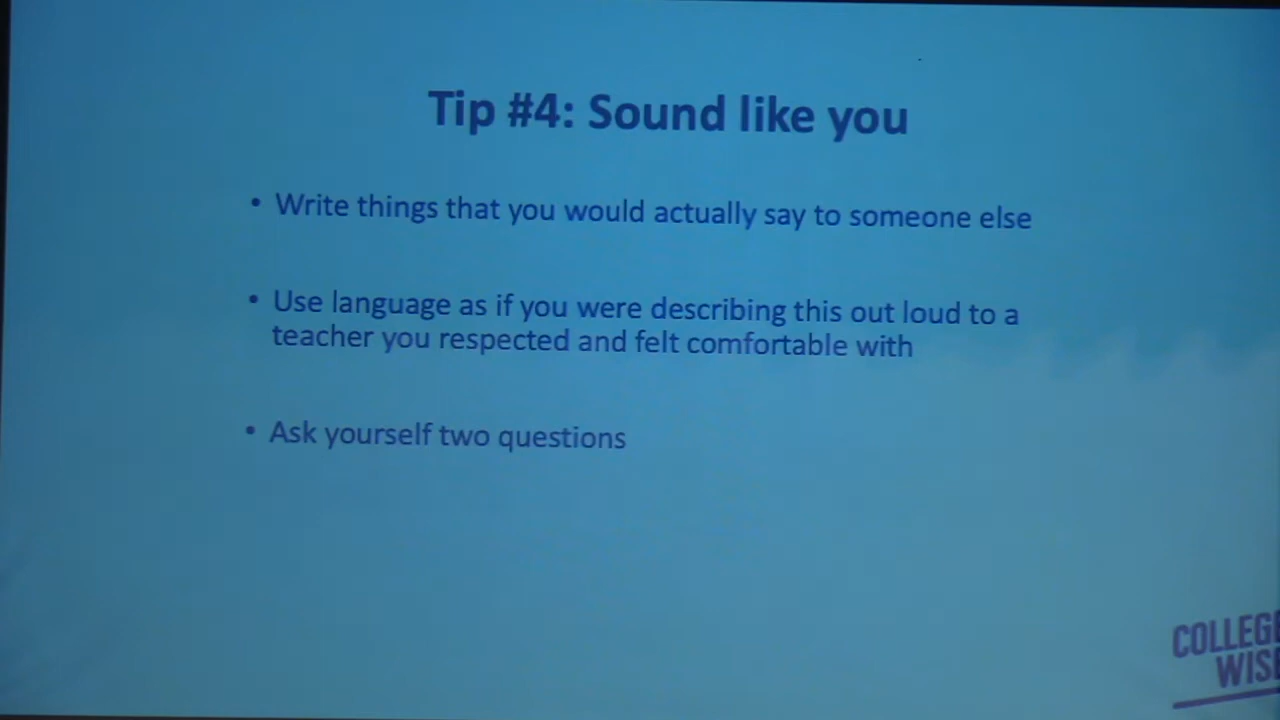 Tip #4: Sound like you
• Write things that you would actually say to someone else
• Use language as if you were describing this out loud to a
teacher you respected and felt comfortable with
• Ask yourself two questions
COLLEGE
WISE